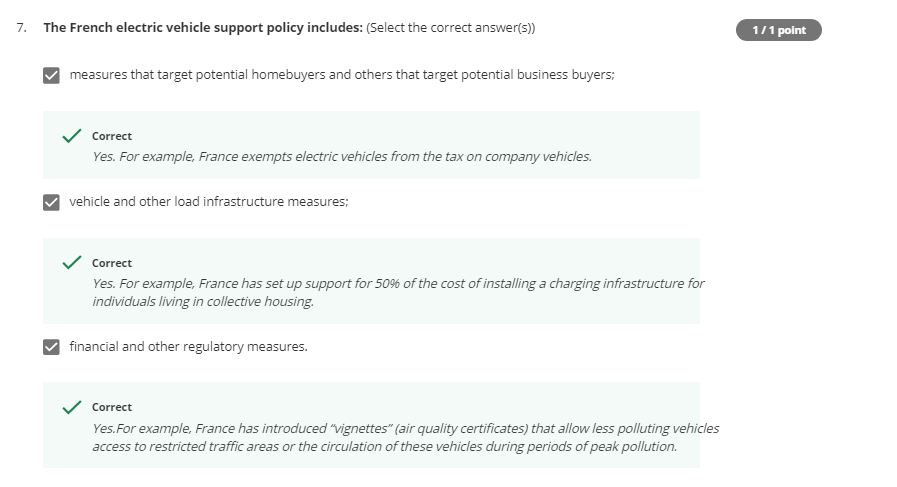 7. The French electric vehicle support policy includes: (Select the correct answer(s))
1 / 1 point
measures that target potential homebuyers and others that target potential business buyers;
Correct
Yes. For example, France exempts electric vehicles from the tax on company vehicles.
vehicle and other load infrastructure measures;
Correct
Yes. For example, France has set up support for 50% of the cost of installing a charging infrastructure for
individuals living in collective housing.
financial and other regulatory measures.
Correct
Yes.For example, France has introduced "vignettes" (air quality certificates) that allow less polluting vehicles
access to restricted traffic areas or the circulation of these vehicles during periods of peak pollution.